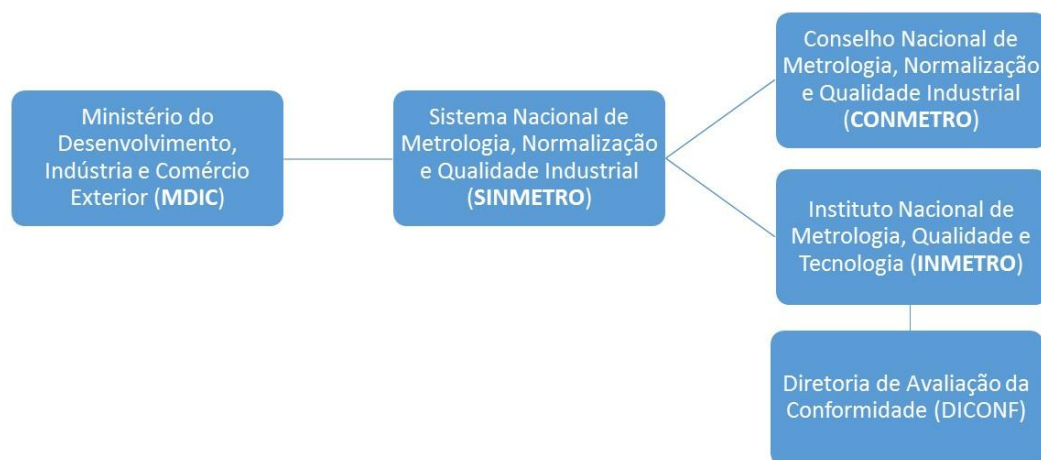 Ministério do
Desenvolvimento,
Indústria e Comércio
Exterior (MDIC)
Sistema Nacional de
Metrologia, Normalização
e Qualidade Industrial
(SINMETRO)
Conselho Nacional de
Metrologia, Normalização
e Qualidade Industrial
(CONMETRO)
Instituto Nacional de
Metrologia, Qualidade e
Tecnologia (INMETRO)
Diretoria de Avaliação da
Conformidade (DICONF)